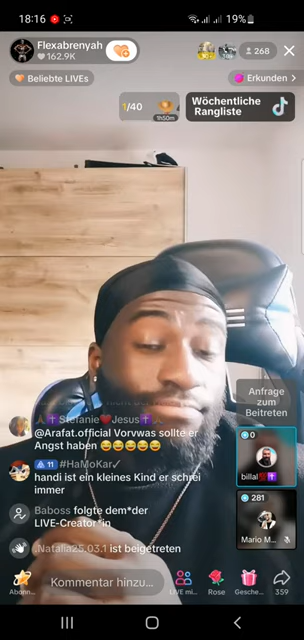 18:16
19%
Flexabrenyah
162.9K
268
Beliebte LIVEs
Erkunden >
1/40
1h50m
Wöchentliche
Rangliste
Stefanie❤️Jesus✝️
@Arafat.official Vorvwas sollte er
Angst haben 😂😂😂😂😂
11 #HaMoKar✓
handi ist ein kleines Kind er schrei
immer
Baboss folgte dem*der
LIVE-Creator*in
.Natalia25.03.1 ist beigetreten
Anfrage
zum
Beitreten
0
billal💯✝️
281
Mario M...
Abonn...
Kommentar hinzu...
LIVE mi...
Rose
Gesche...
359